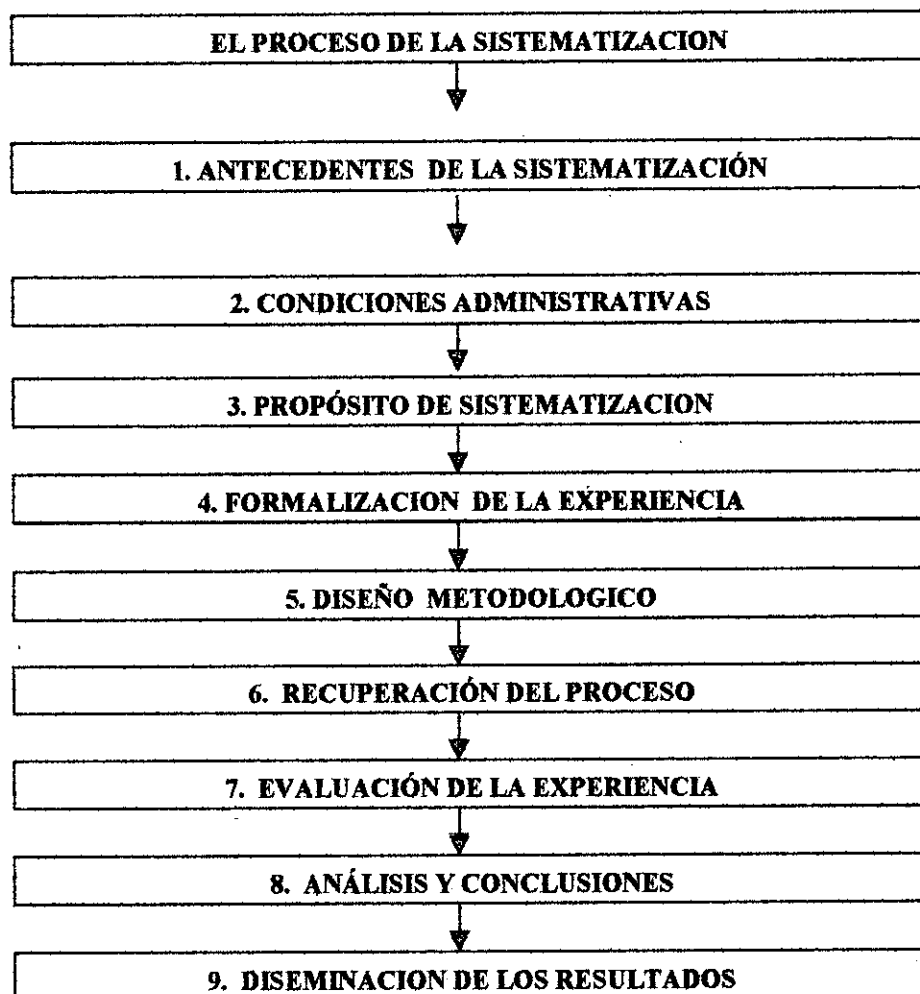 EL PROCESO DE LA SISTEMATIZACION
1. ANTECEDENTES DE LA SISTEMATIZACIÓN
2. CONDICIONES ADMINISTRATIVAS
3. PROPÓSITO DE SISTEMATIZACION
4. FORMALIZACION DE LA EXPERIENCIA
5. DISEÑO METODOLOGICO
6. RECUPERACIÓN DEL PROCESO
7. EVALUACIÓN DE LA EXPERIENCIA
8. ANÁLISIS Y CONCLUSIONES
9. DISEMINACION DE LOS RESULTADOS